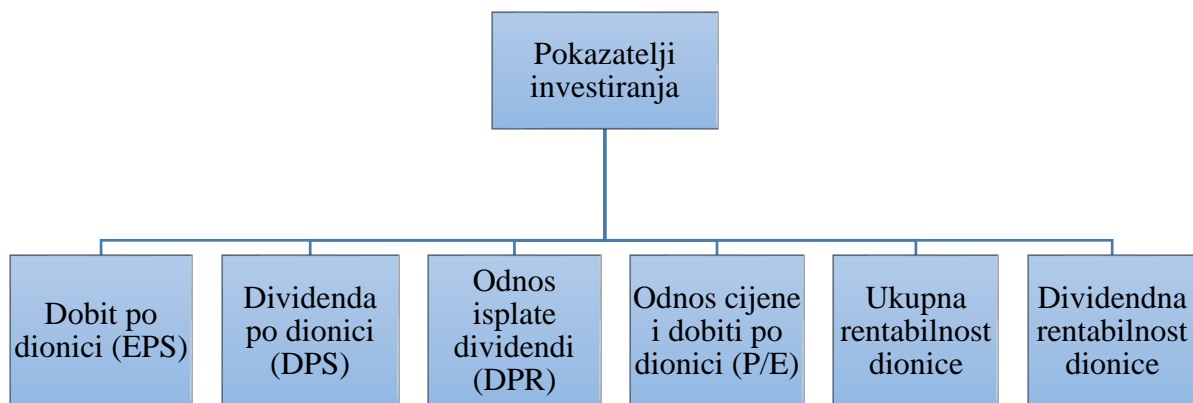 Pokazatelji
investiranja
Dobit po
dionici (EPS)
Dividenda
po dionici
(DPS)
Odnos
isplate
dividendi
(DPR)
Odnos cijene
i dobiti po
dionici (P/E)
Ukupna
rentabilnost
dionice
Dividendna
rentabilnost
dionice